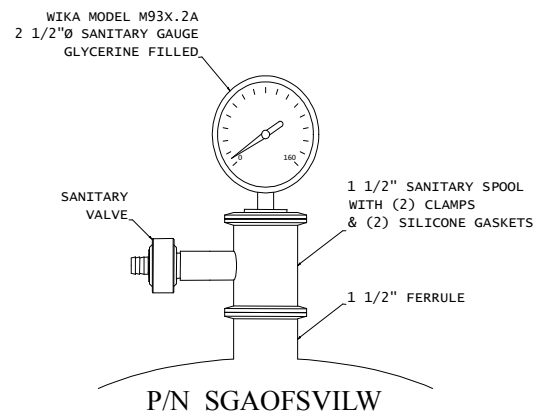 WIKA MODEL M93X.2A
2 1/2"Ø SANITARY GAUGE
GLYCERINE FILLED
0
160
SANITARY
VALVE
1 1/2" SANITARY SPOOL
WITH (2) CLAMPS
& (2) SILICONE GASKETS
1 1/2" FERRULE
P/N SGAOFSVILW